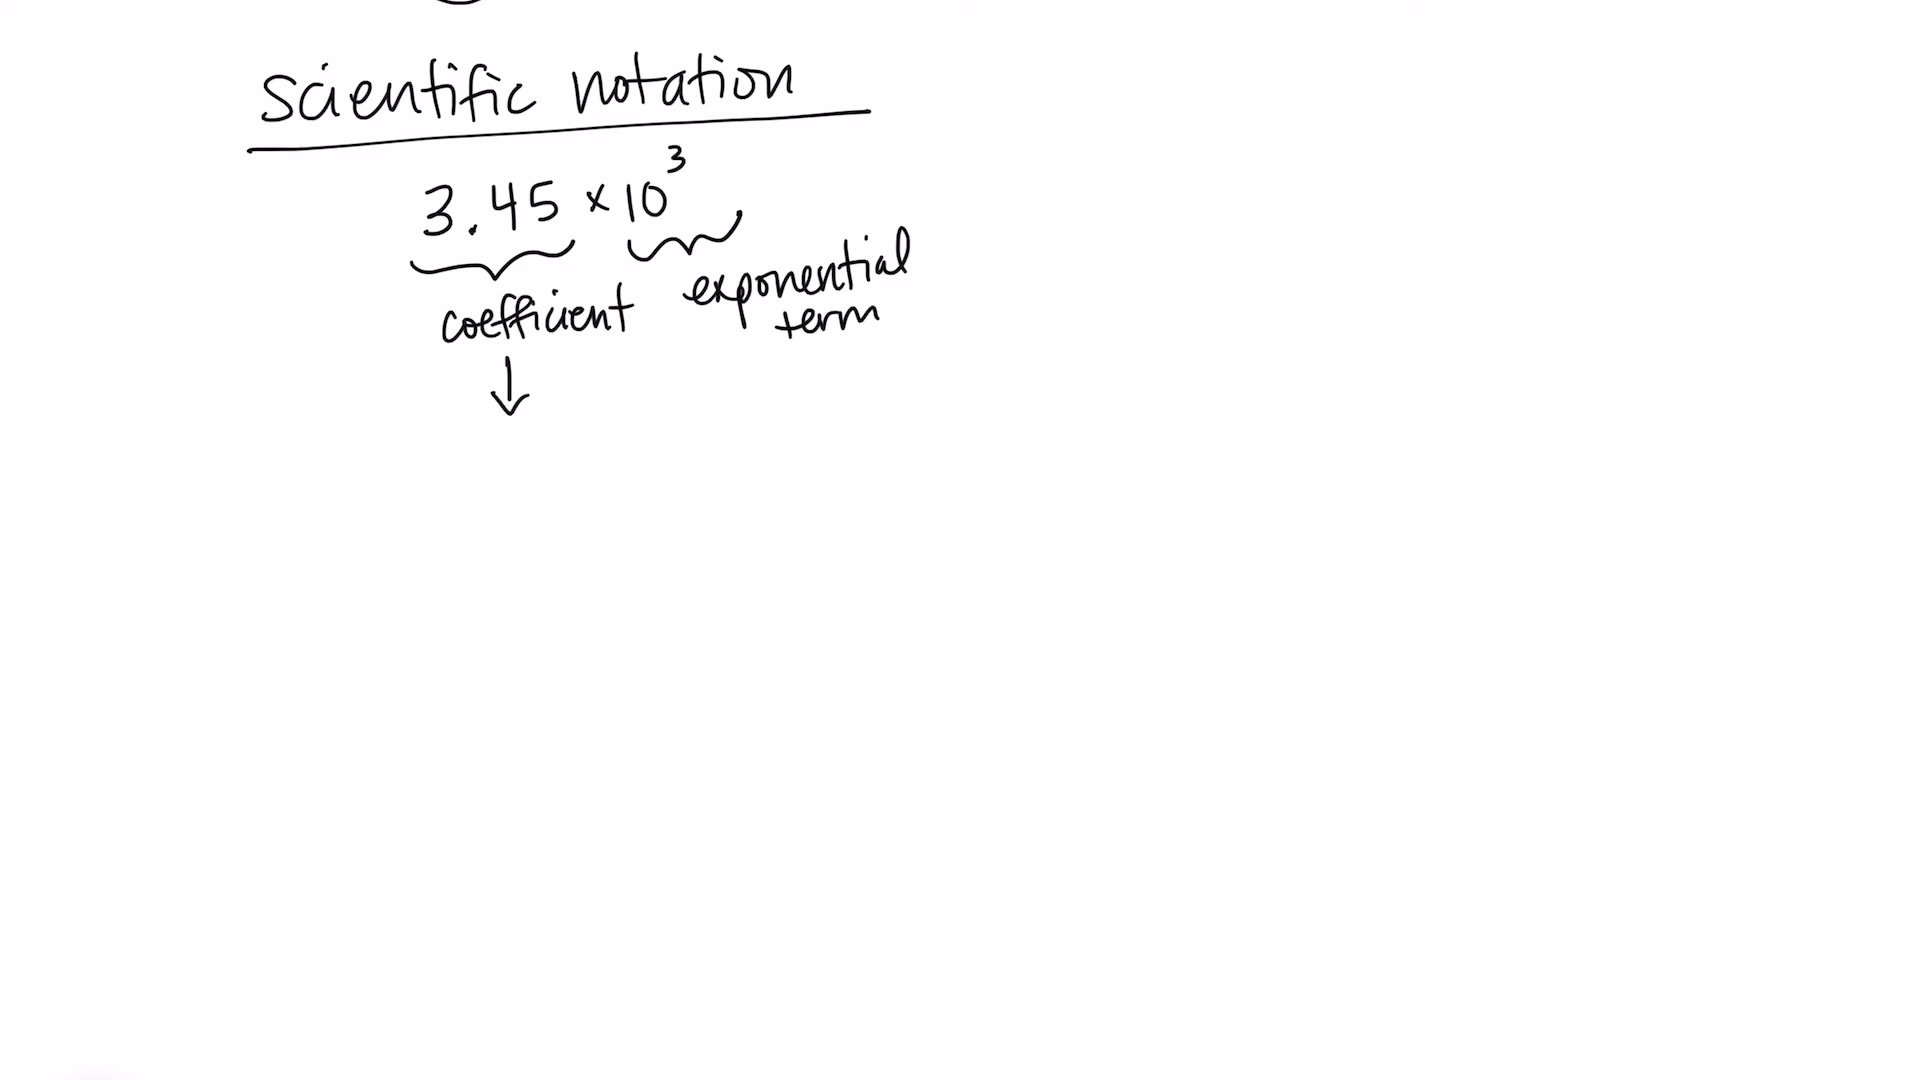 scientific notation
3.45 × 10³
coefficient exponential
term